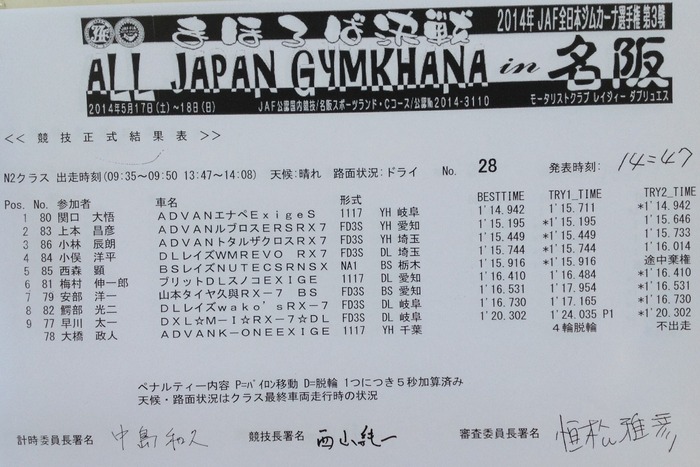 まほろば決戦
2014年 JAF全日本ジムカーナ選手権 第3戦
ALL JAPAN GYMKHANA in 名阪
2014年5月17日(土)~18日(日) JAF公認国内競技/名阪スポーツランド・Cコース/公認№2014-3110 モータリストクラブ レイジィー ダブリュエス
<< 競技正式結果表 >>
N2クラス 出走時刻(09:35~09:50 13:47~14:08) 天候:晴れ 路面状況:ドライ No. 28 発表時刻: 14=47
Pos. No. 参加者 車名 形式 BESTTIME TRY1_TIME TRY2_TIME
1 80 関口 大悟 ADVANエナペExigeS 1117 YH 岐阜 1'14.942 1'15.711 *1'14.942
2 83 上本 昌彦 ADVANルブロスERSRX7 FD3S YH 愛知 1'15.195 *1'15.195 1'15.646
3 86 小林 辰朗 ADVANトタルザクロスRX7 FD3S YH 埼玉 1'15.449 *1'15.449 1'15.733
4 84 小俣 洋平 DLレイズWMREVO RX7 FD3S DL 埼玉 1'15.744 *1'15.744 1'16.014
5 85 西森 顕 BSレイズNUTECSRNSX NA1 BS 栃木 1'15.916 *1'15.916 途中棄権
6 81 梅村 伸一郎 ブリットDLスノコEXIGE 1117 DL 愛知 1'16.410 1'16.484 *1'16.410
7 79 安部 洋一 山本タイヤ久與RX-7 BS FD3S BS 愛知 1'16.531 1'17.954 *1'16.531
8 82 鰐部 光二 DLレイズwako'sRX-7 FD3S DL 岐阜 1'16.730 1'17.165 *1'16.730
9 77 早川 太一 DXL☆M-I☆RX-7☆DL FD3S DL 岐阜 1'20.302 1'24.035 P1 *1'20.302
78 大橋 政人 ADVANK-ONEEXIGE 1117 YH 千葉 4輪脱輪 不出走
ペナルティー内容 P=パイロン移動 D=脱輪 1つにつき5秒加算済み
天候・路面状況はクラス最終車両走行時の状況
計時委員長署名 中島和久 競技長署名 西山純一 審査委員長署名 恒松雅彦